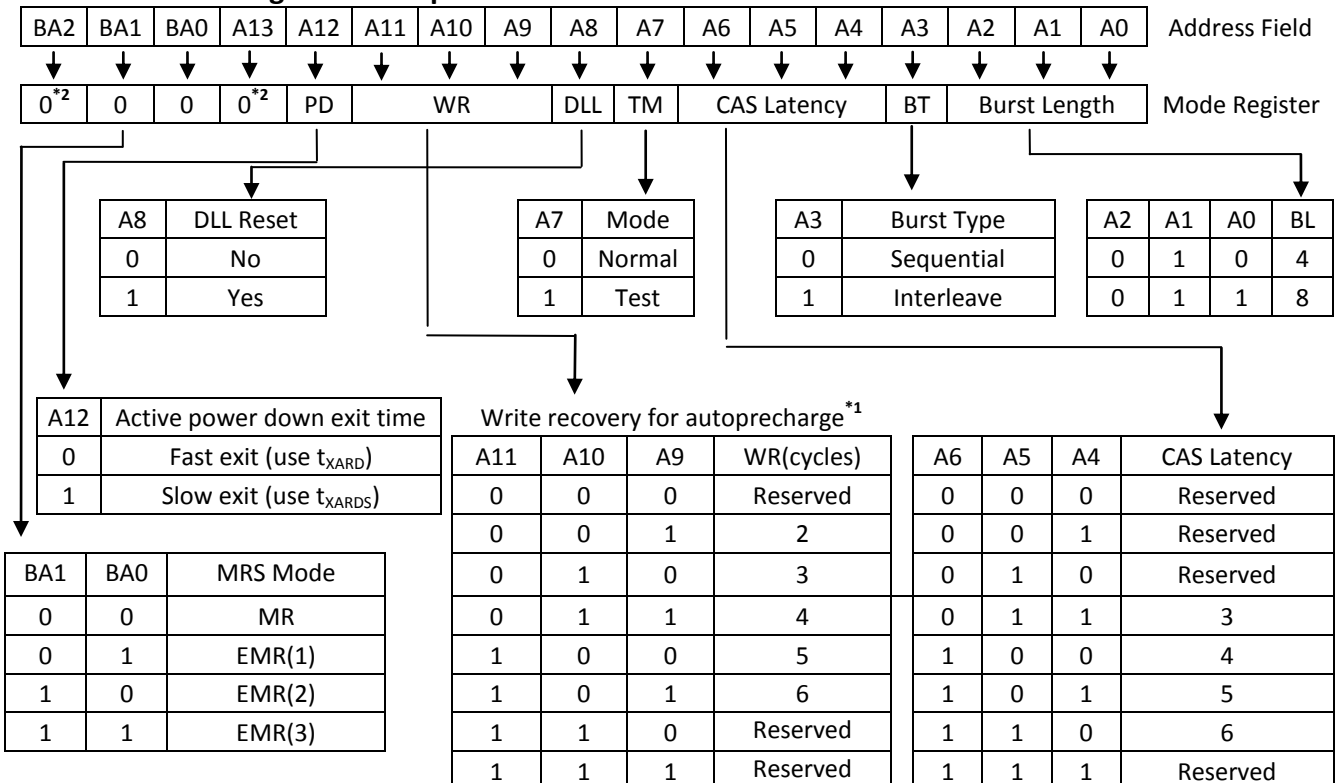 BA2 BA1 BA0 A13 A12 A11 A10 A9 A8 A7 A6 A5 A4 A3 A2 A1 A0 Address Field
0*2 0 0 0*2 PD WR DLL TM CAS Latency BT Burst Length Mode Register
A8 DLL Reset
0 No
1 Yes
A7 Mode
0 Normal
1 Test
A3 Burst Type
0 Sequential
1 Interleave
A2 A1 A0 BL
0 1 0 4
0 1 1 8
A12 Active power down exit time
0 Fast exit (use tXARD)
1 Slow exit (use tXARDS)
BA1 BA0 MRS Mode
0 0 MR
0 1 EMR(1)
1 0 EMR(2)
1 1 EMR(3)
Write recovery for autoprecharge*1
A11 A10 A9 WR(cycles)
0 0 0 Reserved
0 0 1 2
0 1 0 3
0 1 1 4
1 0 0 5
1 0 1 6
1 1 0 Reserved
1 1 1 Reserved
A6 A5 A4 CAS Latency
0 0 0 Reserved
0 0 1 Reserved
0 1 0 Reserved
0 1 1 3
1 0 0 4
1 0 1 5
1 1 0 6
1 1 1 Reserved